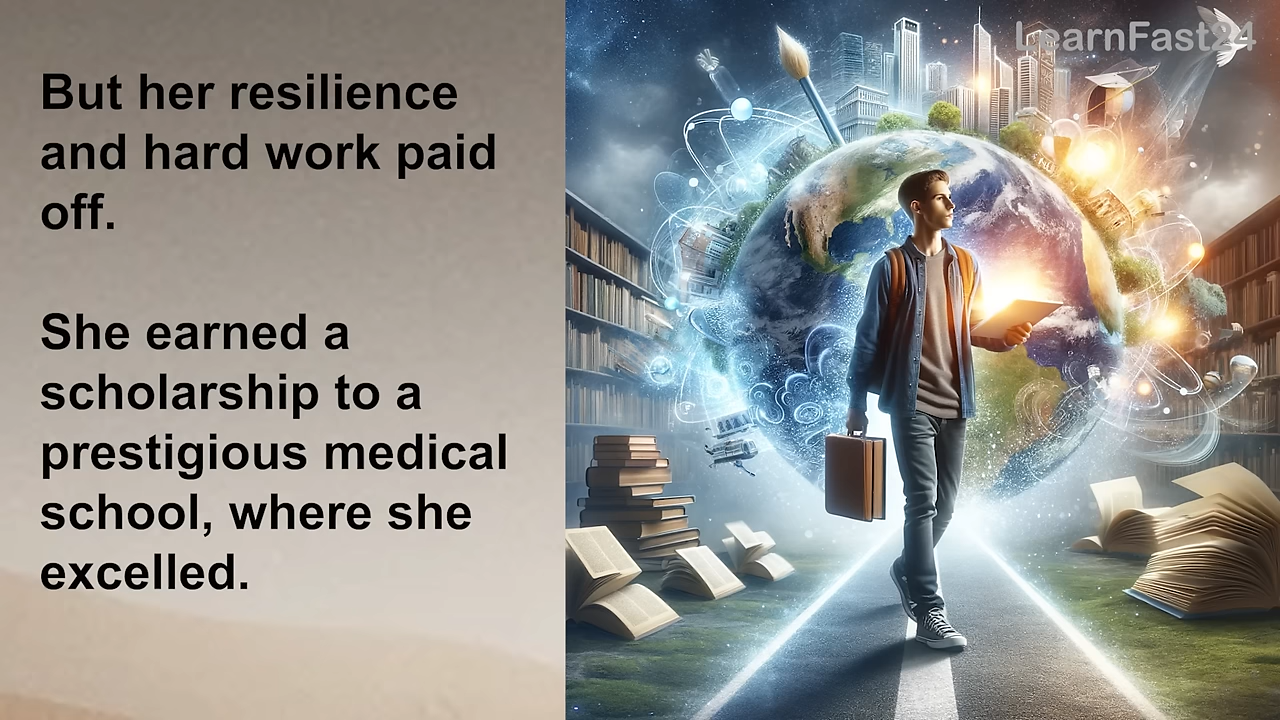 But her resilience
and hard work paid
off.
She earned a
scholarship to a
prestigious medical
school, where she
excelled.
LearnFast24